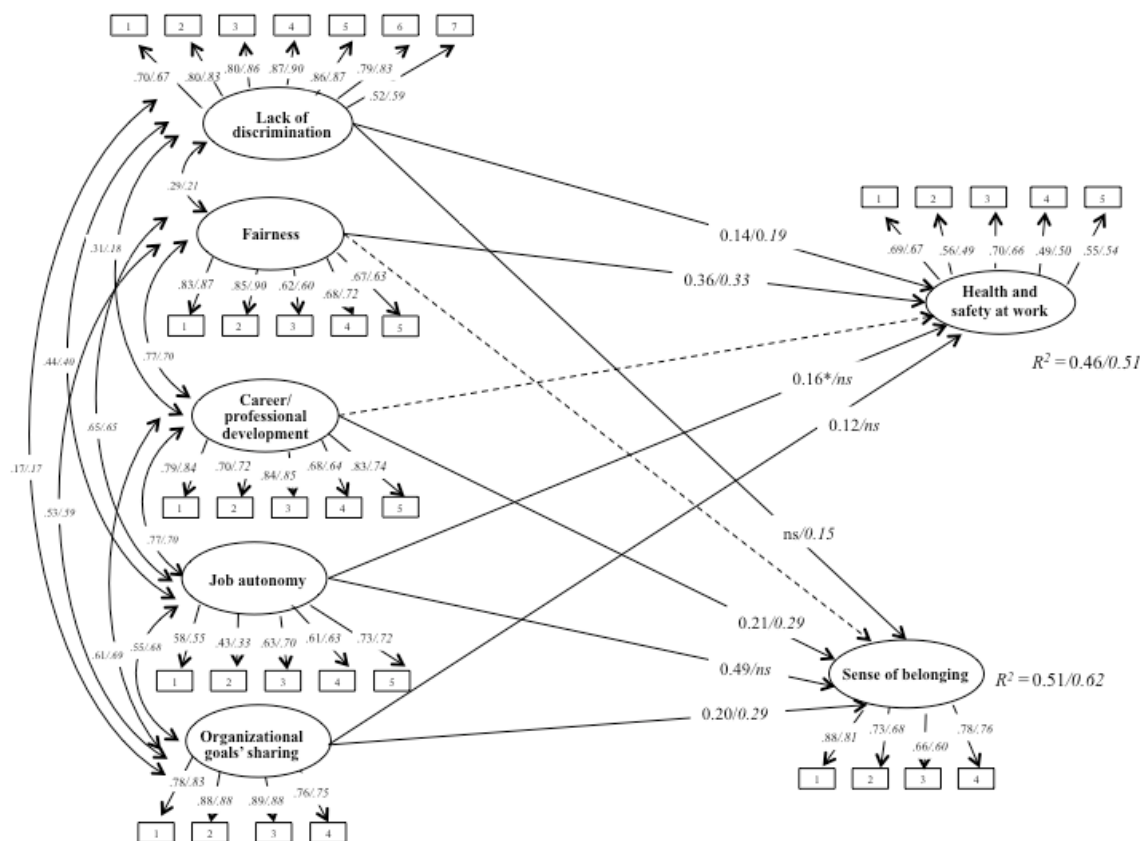 1 2 3 4 5 6 7
.70/.67 .80/.83 .80/.86 .87/.90 .86/.87 .79/.83 .52/.59
Lack of
discrimination
.29/.21
Fairness
.83/.87 .85/.90 .62/.60 .68/.72 .67/.63
1 2 3 4 5
.31/.18
.77/.70
.44/.40
Career/
professional
development
.79/.84 .70/.72 .84/.85 .68/.64 .83/.74
1 2 3 4 5
.65/.65
.17/.17
.53/.59
.77/.70
Job autonomy
.58/.55 .43/.33 .63/.70 .61/.63 .73/.72
1 2 3 4 5
.61/.69
.55/.68
Organizational
goals' sharing
.78/.83 .88/.88 .89/.88 .76/.75
1 2 3 4
0.14/0.19
0.36/0.33
0.16*/ns
0.12/ns
ns/0.15
0.21/0.29
0.49/ns
0.20/0.29
1 2 3 4 5
.69/.67 .56/.49 .70/.66 .49/.50 .55/.54
Health and
safety at work
R² = 0.46/0.51
Sense of belonging
R² = 0.51/0.62
.88/.81 .73/.68 .66/.60 .78/.76
1 2 3 4